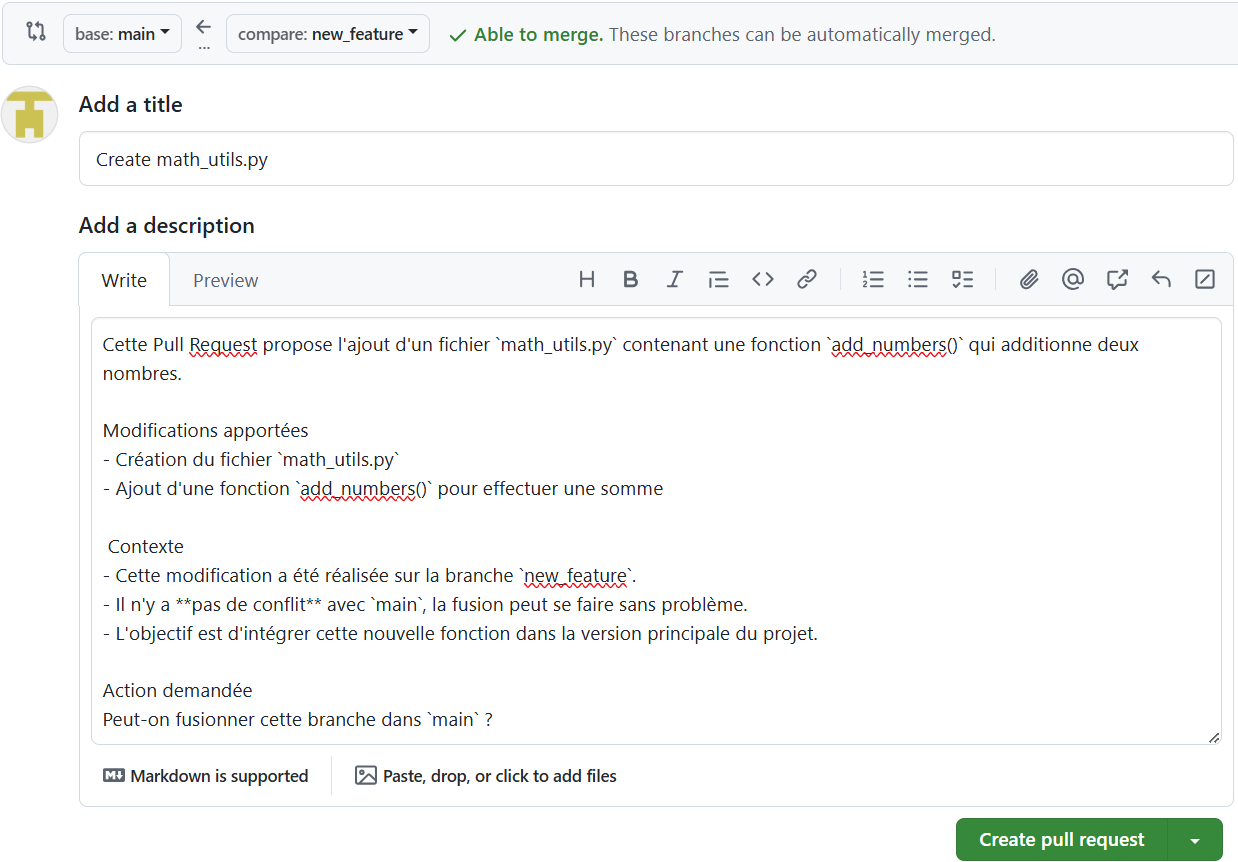 base: main
...
compare: new_feature
Able to merge. These branches can be automatically merged.
Add a title
Create math_utils.py
Add a description
Write
Preview
Cette Pull Request propose l'ajout d'un fichier `math_utils.py` contenant une fonction `add_numbers()` qui additionne deux
nombres.
Modifications apportées
- Création du fichier `math_utils.py`
- Ajout d'une fonction `add_numbers()` pour effectuer une somme
Contexte
- Cette modification a été réalisée sur la branche `new_feature`.
- Il n'y a **pas de conflit** avec `main`, la fusion peut se faire sans problème.
- L'objectif est d'intégrer cette nouvelle fonction dans la version principale du projet.
Action demandée
Peut-on fusionner cette branche dans `main` ?
Markdown is supported
Paste, drop, or click to add files
Create pull request